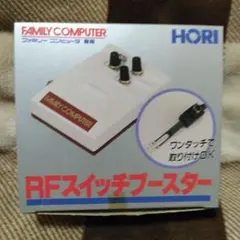 FAMILY COMPUTER
ファミリー コンピュータ 専用
HORI
FAMILY COMPUTER
ワンタッチで
取り付けOK
RFスイッチブースター